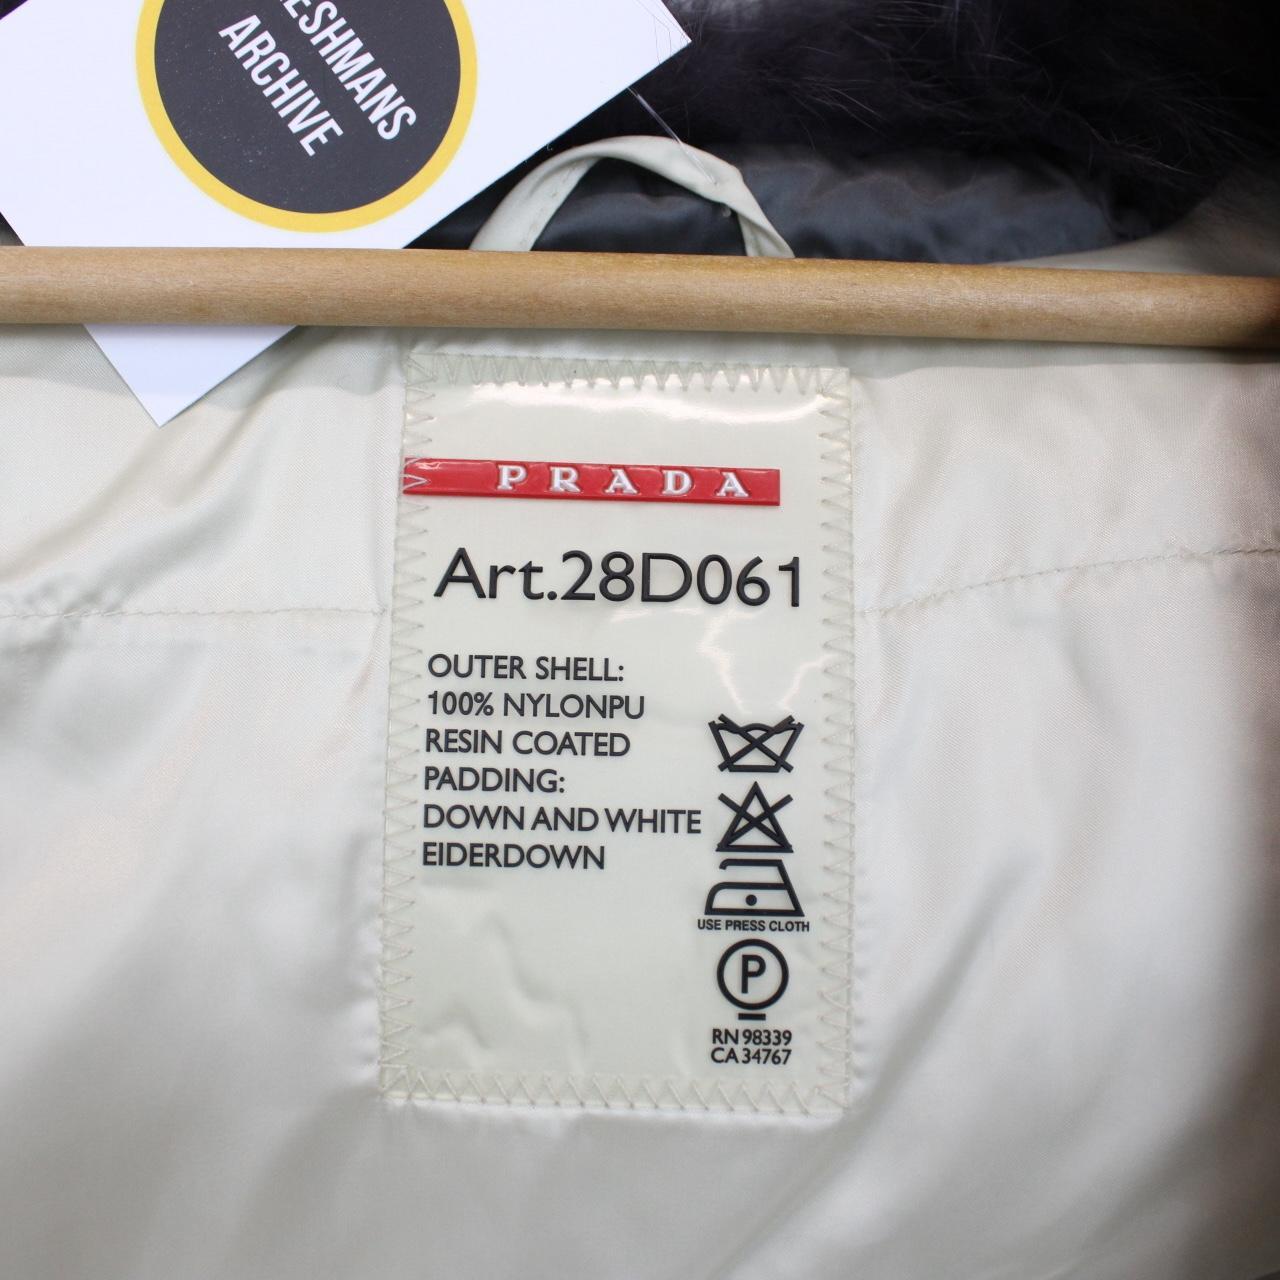 ARCHIVE
PRADA
Art.28D061
OUTER SHELL:
100% NYLONPU
RESIN COATED
PADDING:
DOWN AND WHITE
EIDERDOWN
USE PRESS CLOTH
P
RN 98339
CA 34767